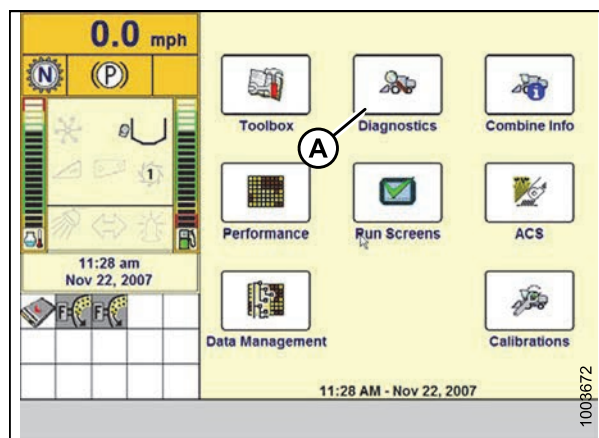 0.0 mph
N
(P)
1
11:28 am
Nov 22, 2007
F
F
Toolbox
Diagnostics
Combine Info
A
Performance
Run Screens
ACS
Data Management
Calibrations
11:28 AM - Nov 22, 2007
1003672